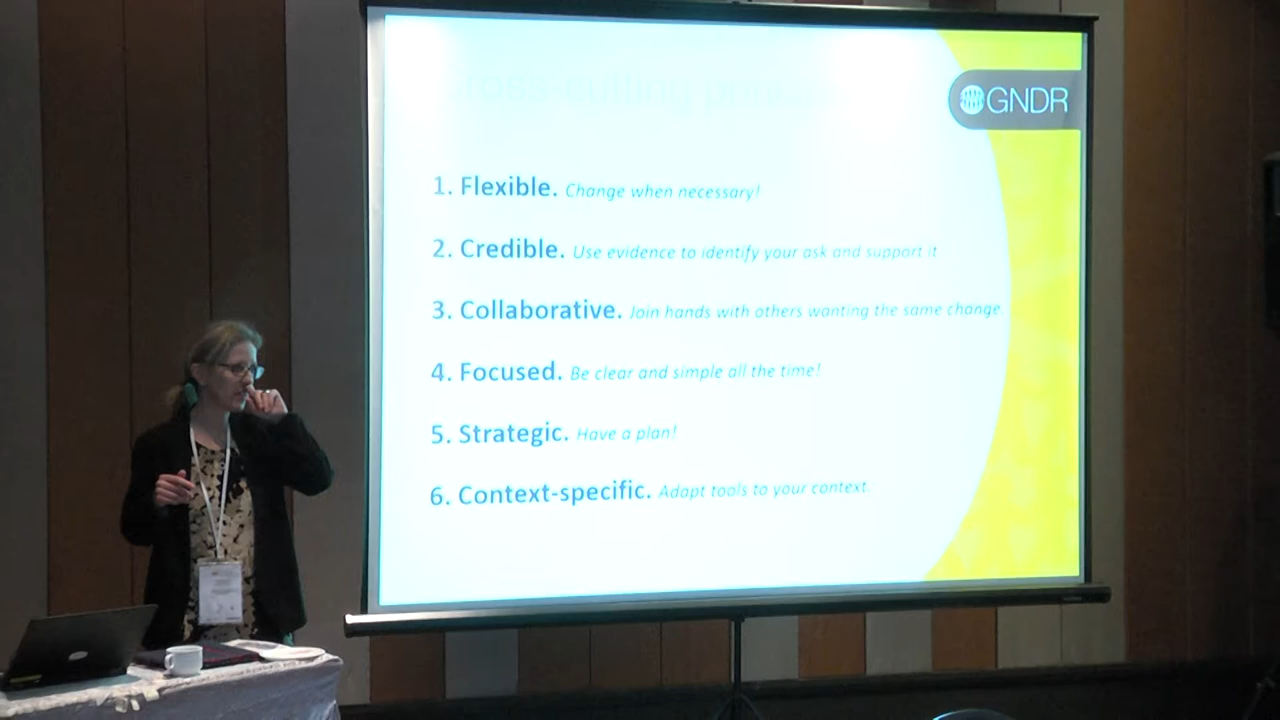 GNDR
1. Flexible. Change when necessary!
2. Credible. Use evidence to identify your ask and support it
3. Collaborative. Join hands with others wanting the same change
4. Focused. Be clear and simple all the time!
5. Strategic. Have a plan!
6. Context-specific. Adapt tools to your context